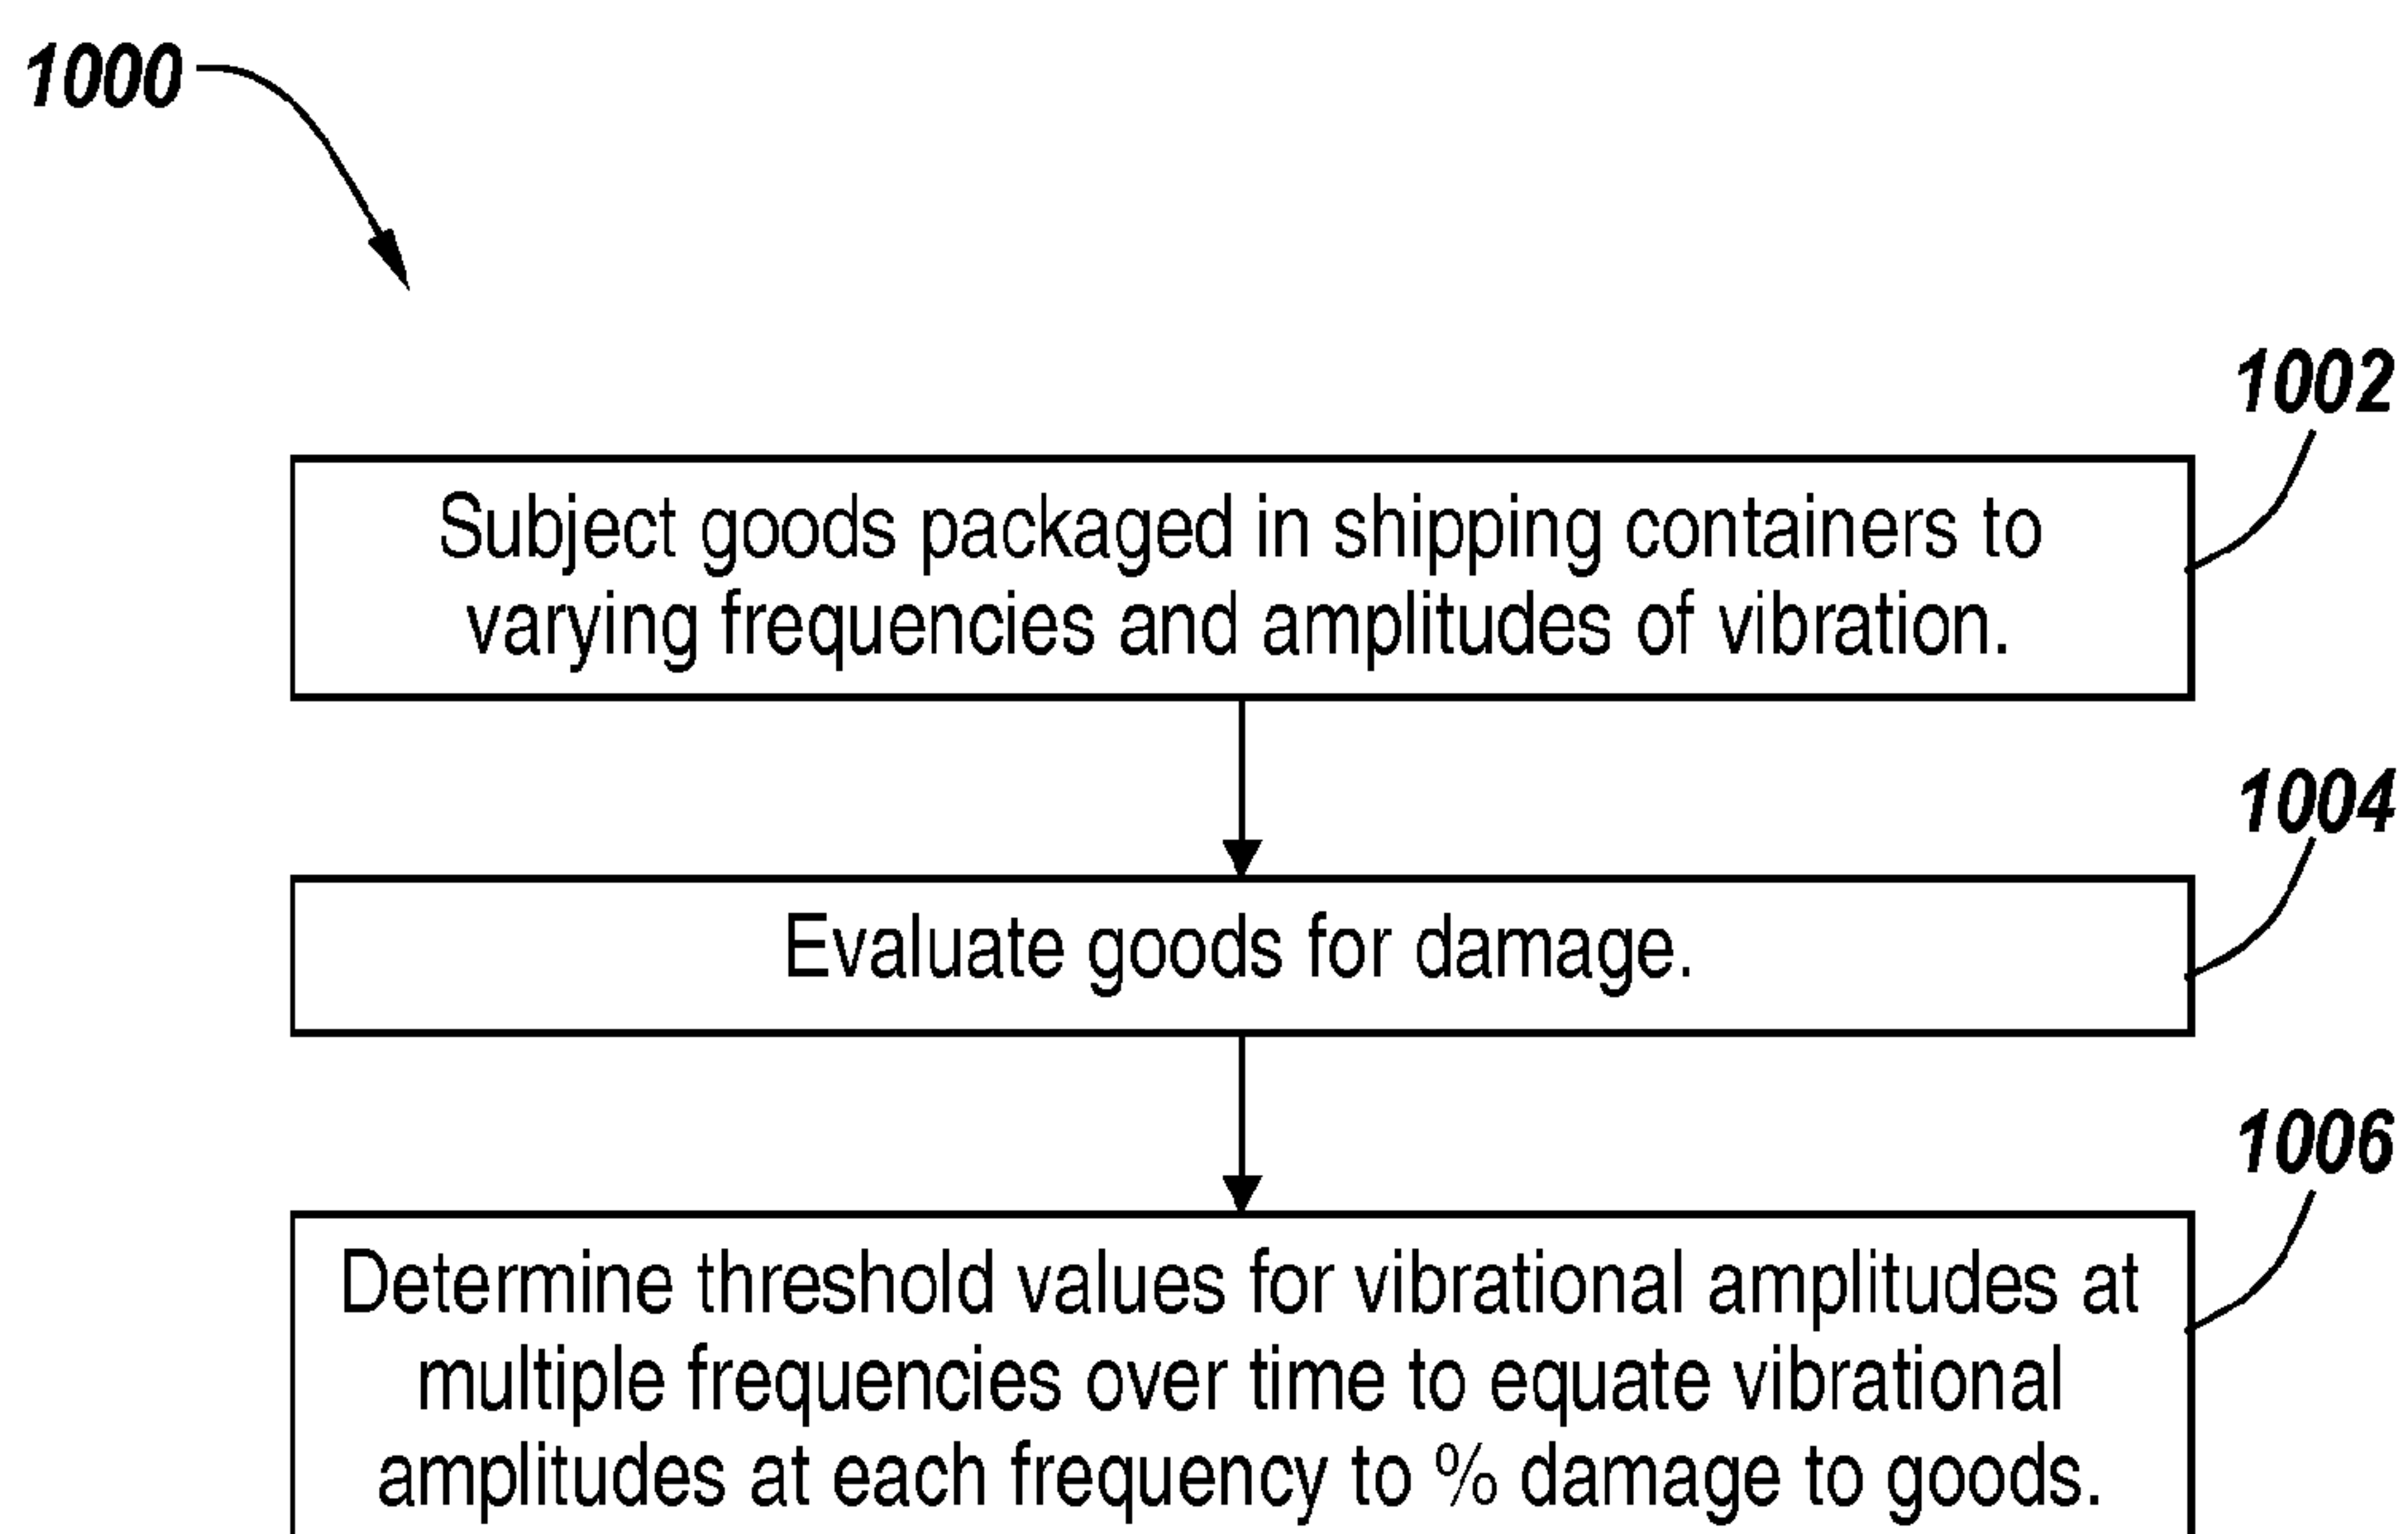 1000
1002
Subject goods packaged in shipping containers to
varying frequencies and amplitudes of vibration.
1004
Evaluate goods for damage.
1006
Determine threshold values for vibrational amplitudes at
multiple frequencies over time to equate vibrational
amplitudes at each frequency to % damage to goods.